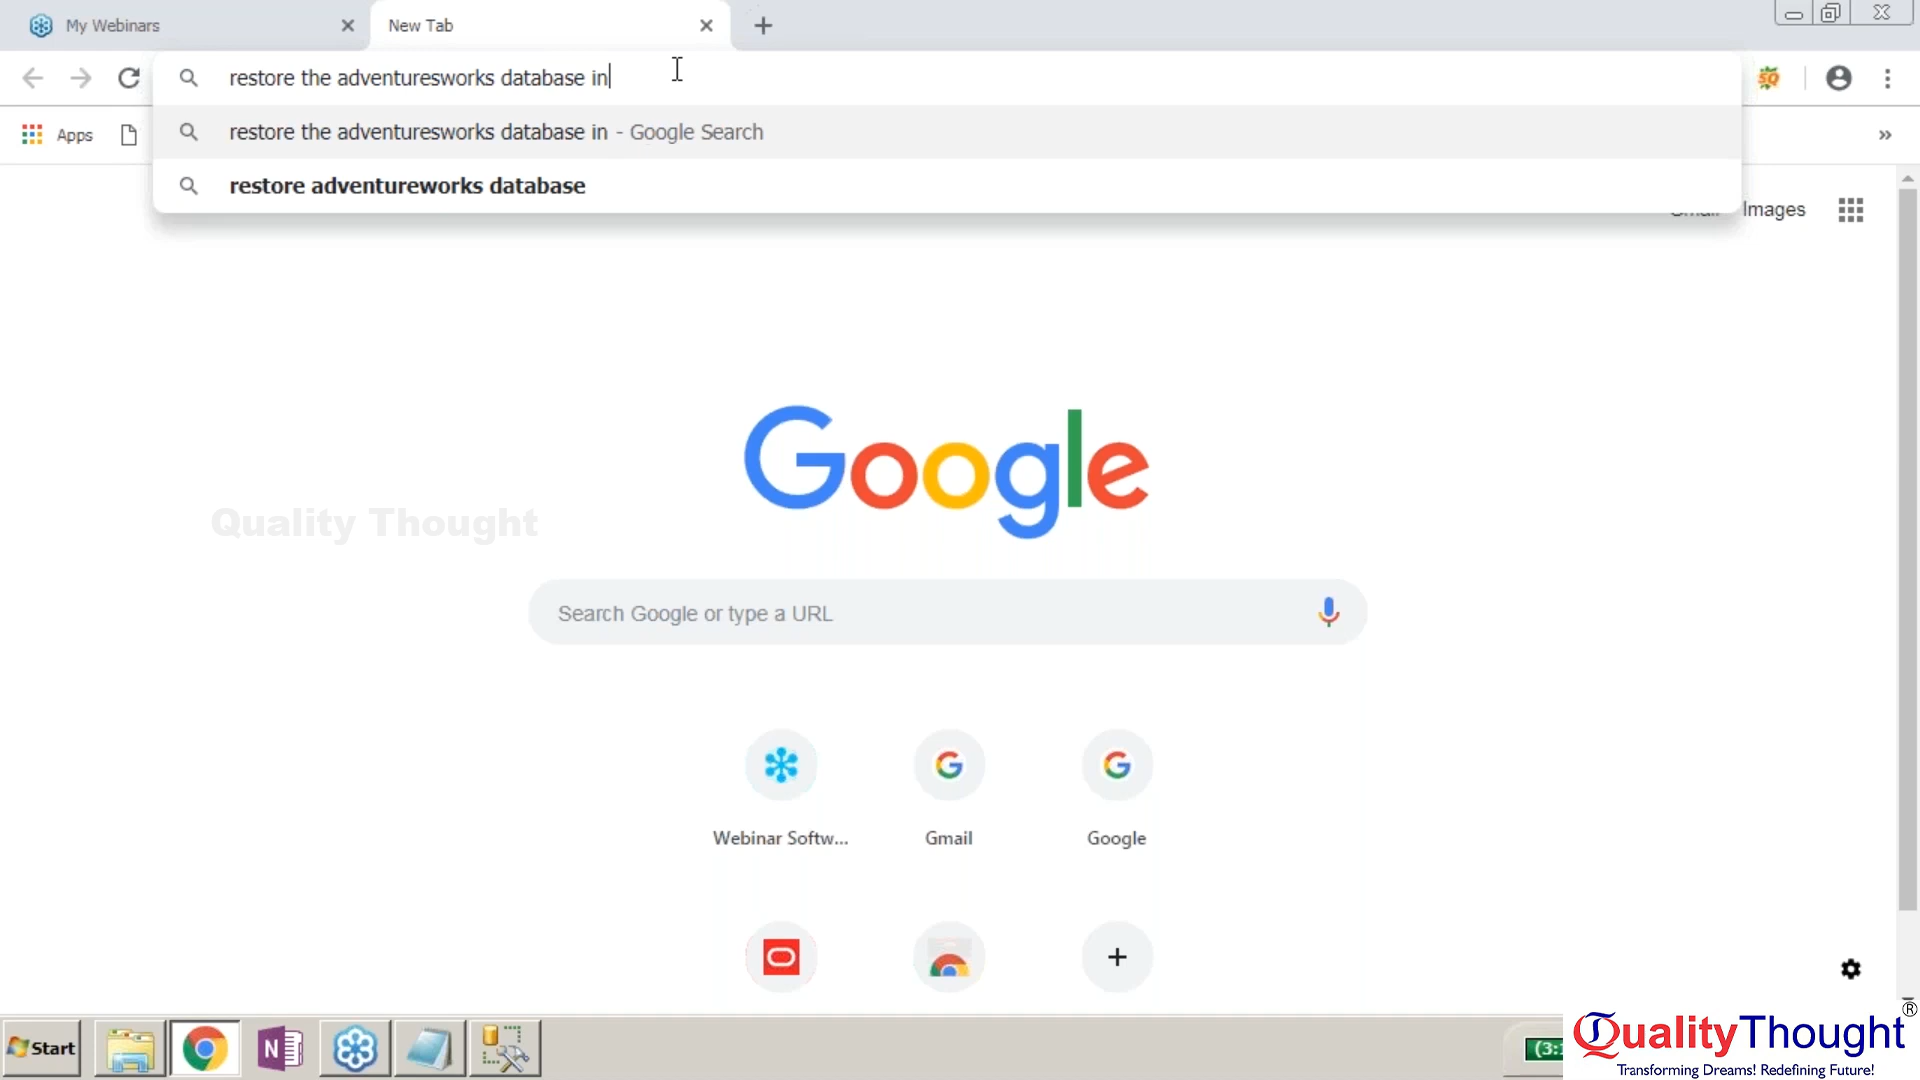 My Webinars
New Tab
restore the adventuresworks database in
restore the adventuresworks database in - Google Search
restore adventureworks database
Apps
»
Gmail Images
Google
Quality Thought
Search Google or type a URL
Webinar Softw...
Gmail
Google
Start
(3:
QualityThought®
Transforming Dreams! Redefining Future!